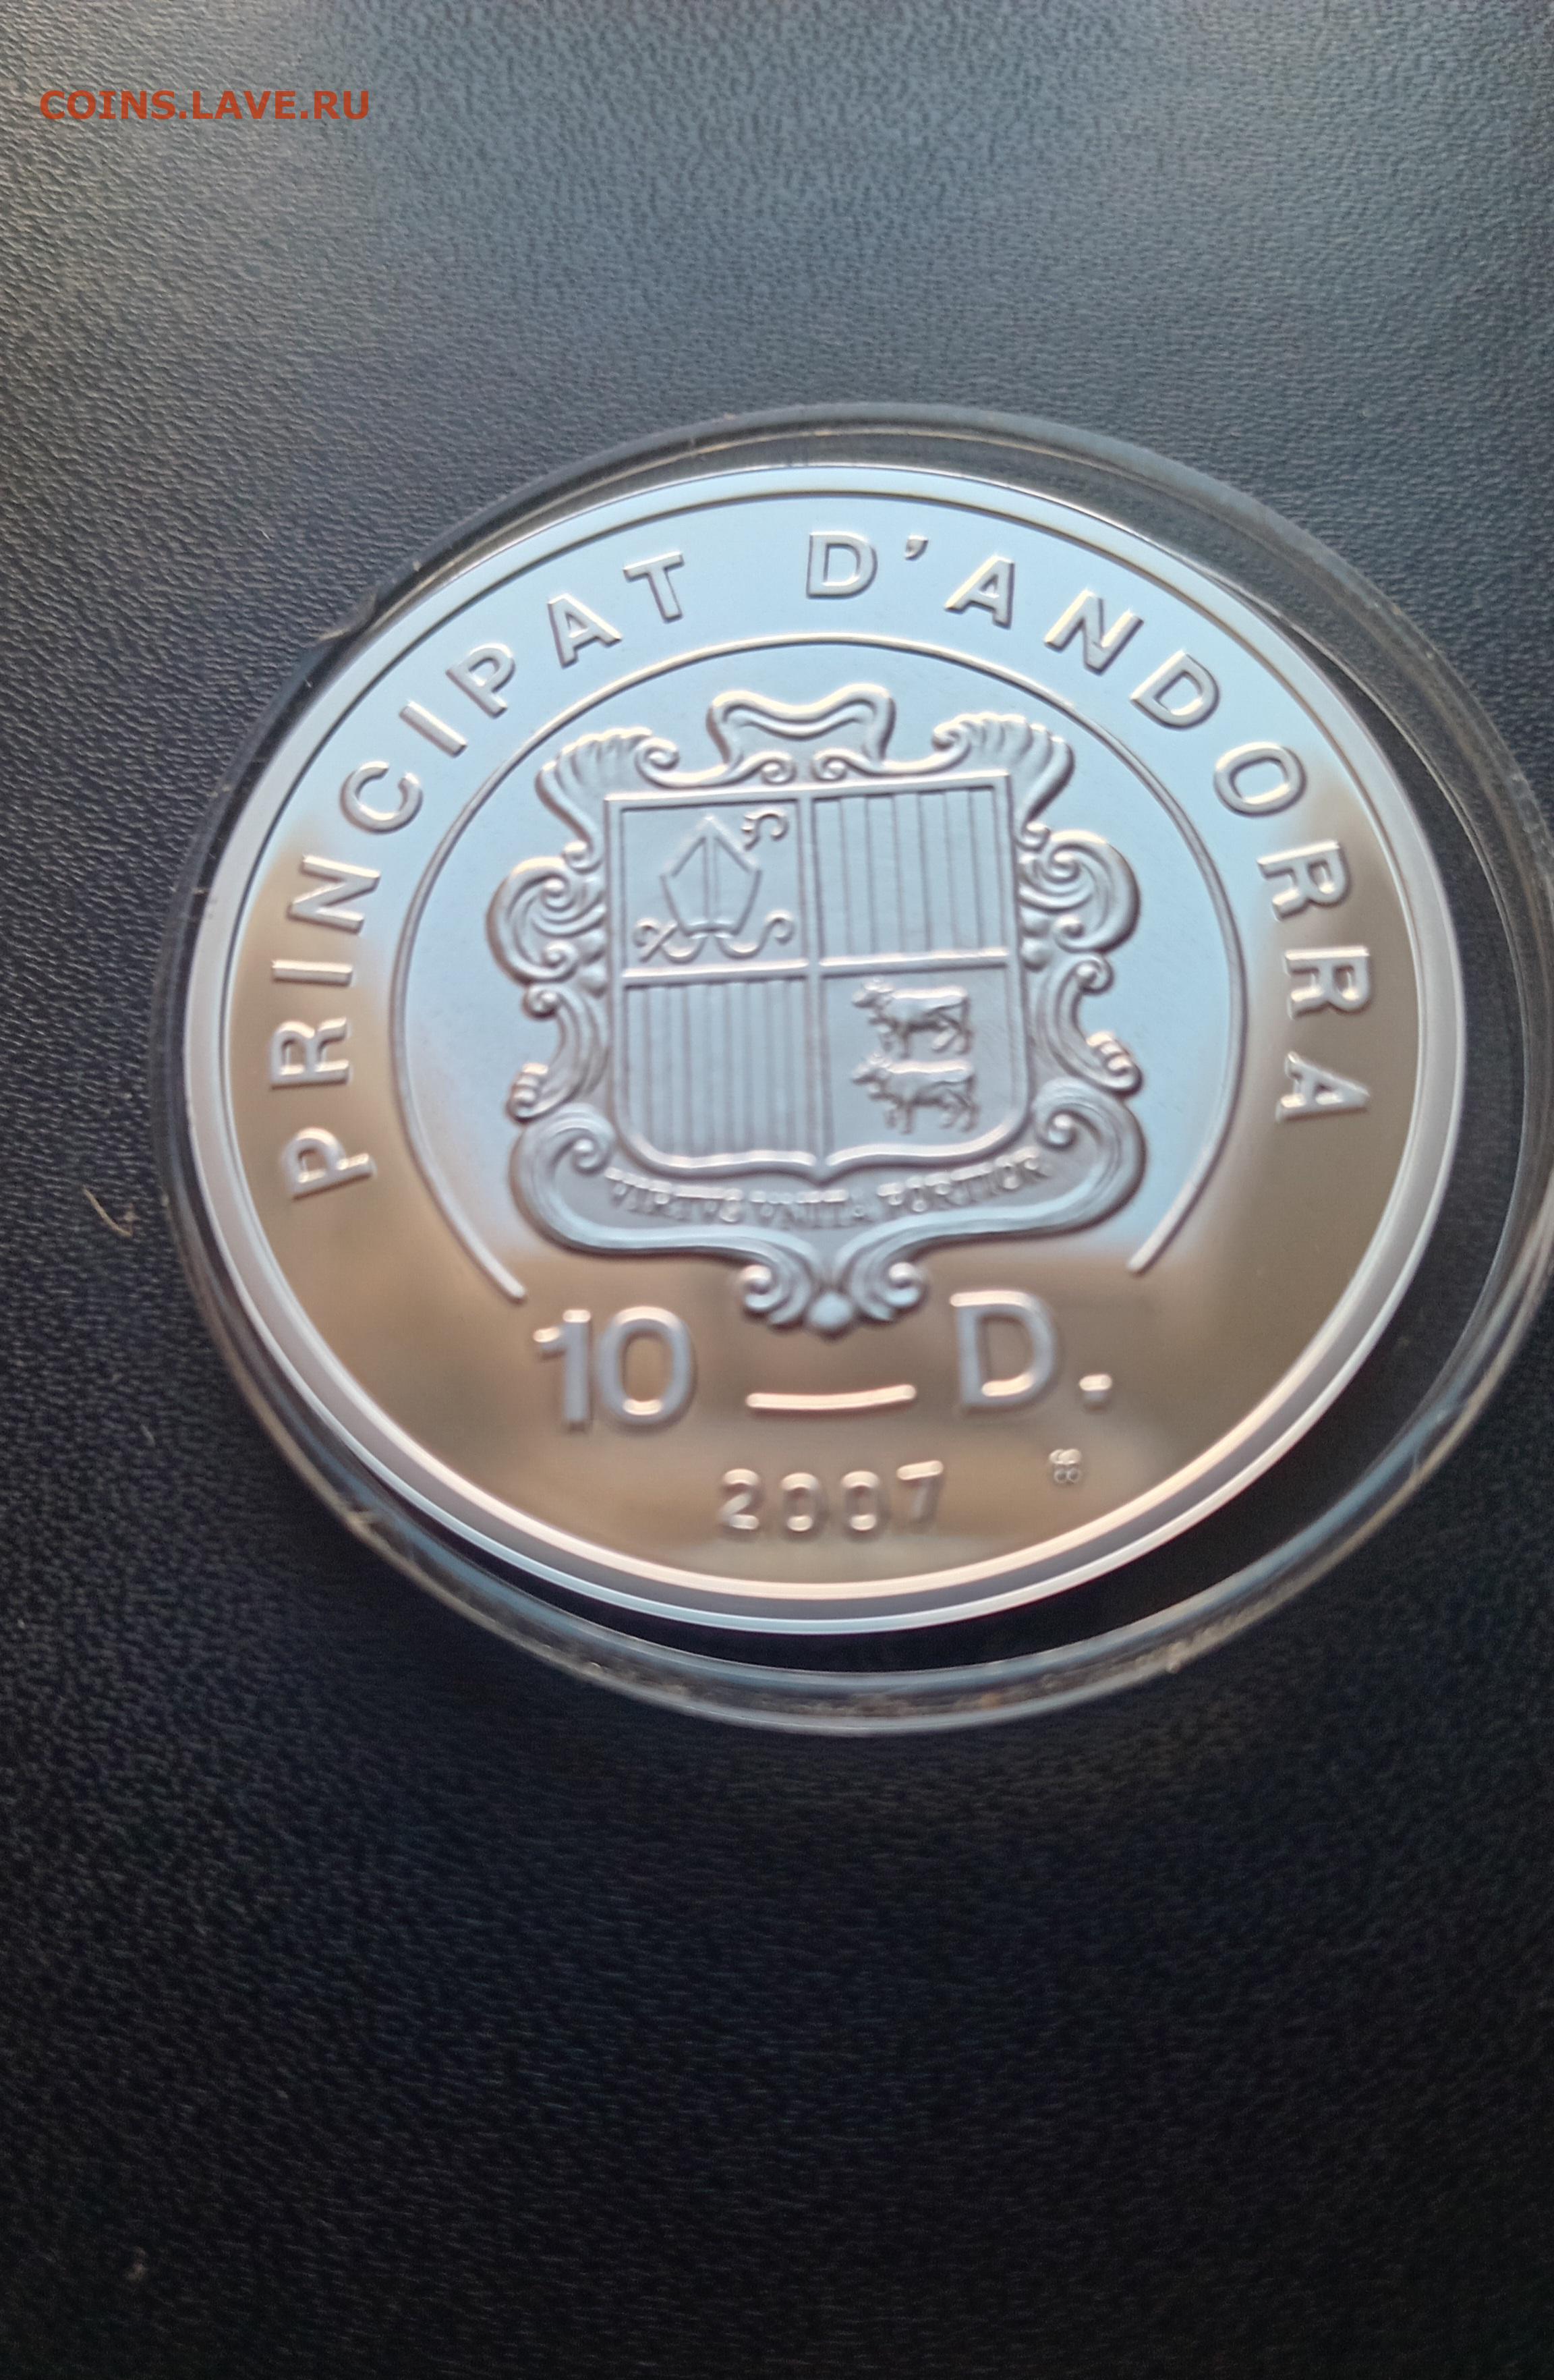 COINS.LAVE.RU
PRINCIPAT D'ANDORRA
VIRTVS VNITA FORTIOR
10 — D.
2007